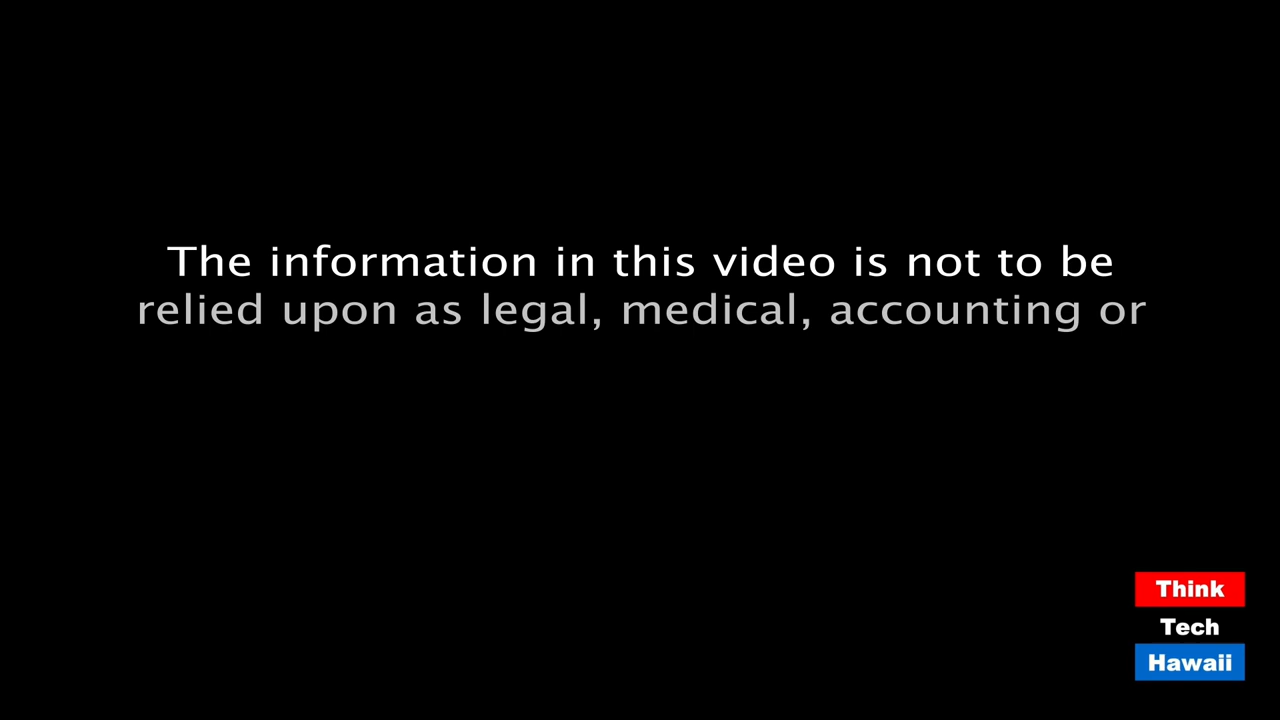 The information in this video is not to be
relied upon as legal, medical, accounting or
Think
Tech
Hawaii